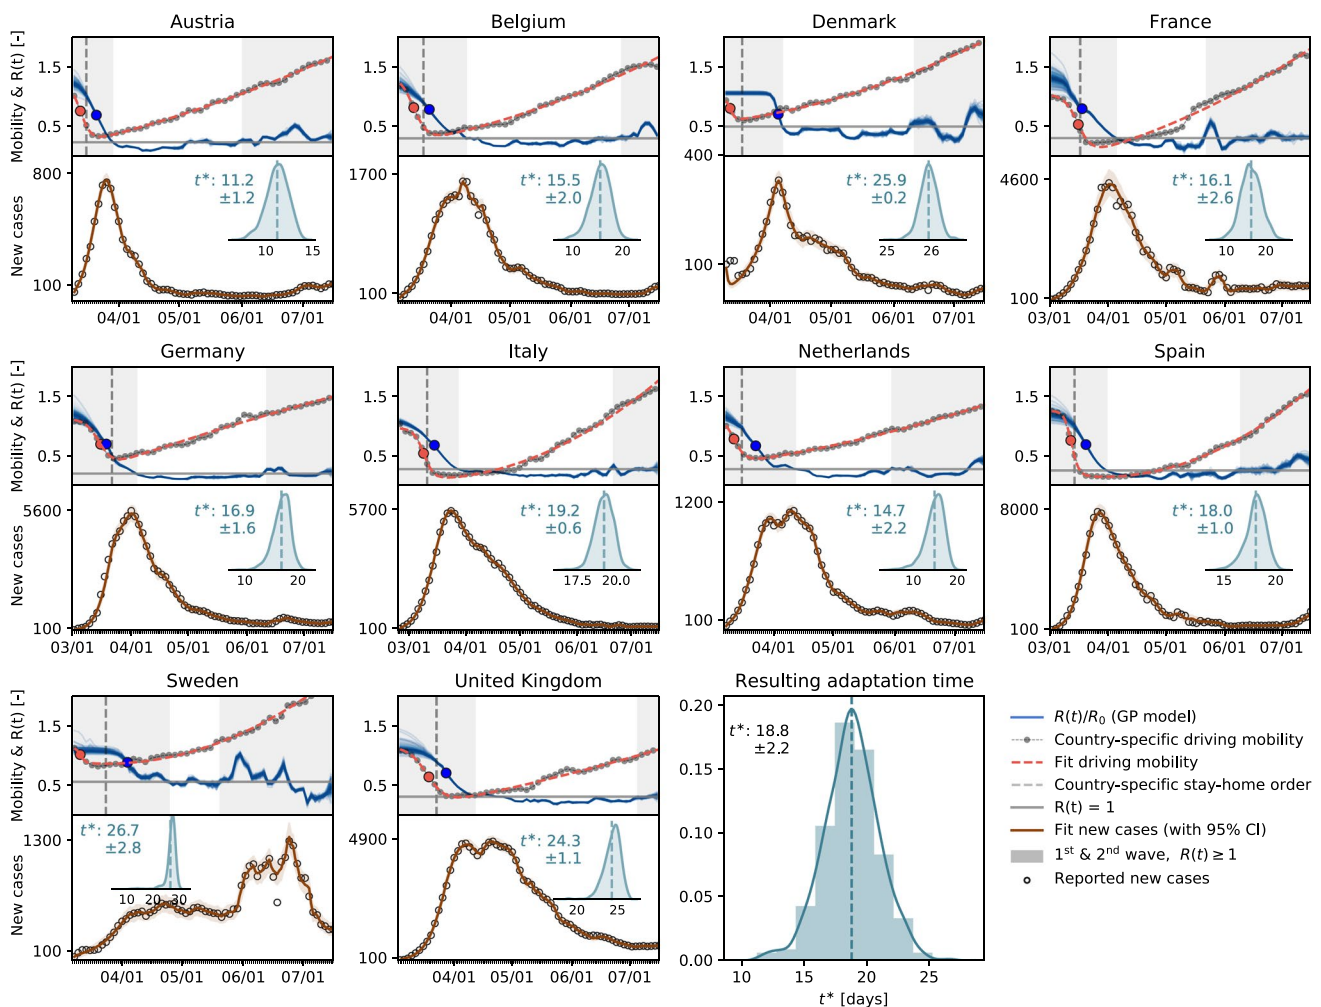 Austria
Belgium
Denmark
France
Mobility & R(t) [-]
1.5
0.5
1.5
0.5
1.5
0.5
1.5
0.5
New cases
800
100
t*: 11.2
±1.2
10 15
04/01 05/01 06/01 07/01
1700
100
t*: 15.5
±2.0
10 20
04/01 05/01 06/01 07/01
400
100
t*: 25.9
±0.2
25 26
04/01 05/01 06/01 07/01
4600
100
t*: 16.1
±2.6
10 20
03/01 04/01 05/01 06/01 07/01
Germany
Italy
Netherlands
Spain
Mobility & R(t) [-]
1.5
0.5
1.5
0.5
1.5
0.5
1.5
0.5
New cases
5600
100
t*: 16.9
±1.6
10 20
03/01 04/01 05/01 06/01 07/01
5700
100
t*: 19.2
±0.6
17.5 20.0
04/01 05/01 06/01 07/01
1200
100
t*: 14.7
±2.2
10 20
04/01 05/01 06/01 07/01
8000
100
t*: 18.0
±1.0
15 20
03/01 04/01 05/01 06/01 07/01
Sweden
United Kingdom
Resulting adaptation time
Mobility & R(t) [-]
1.5
0.5
1.5
0.5
New cases
1300
100
t*: 26.7
±2.8
10 20 30
04/01 05/01 06/01 07/01
4900
100
t*: 24.3
±1.1
20 25
04/01 05/01 06/01 07/01
0.20
0.15
0.10
0.05
0.00
t*: 18.8
±2.2
10 15 20 25
t* [days]
R(t)/R₀ (GP model)
Country-specific driving mobility
Fit driving mobility
Country-specific stay-home order
R(t) = 1
Fit new cases (with 95% CI)
1st & 2nd wave, R(t) ≥ 1
Reported new cases